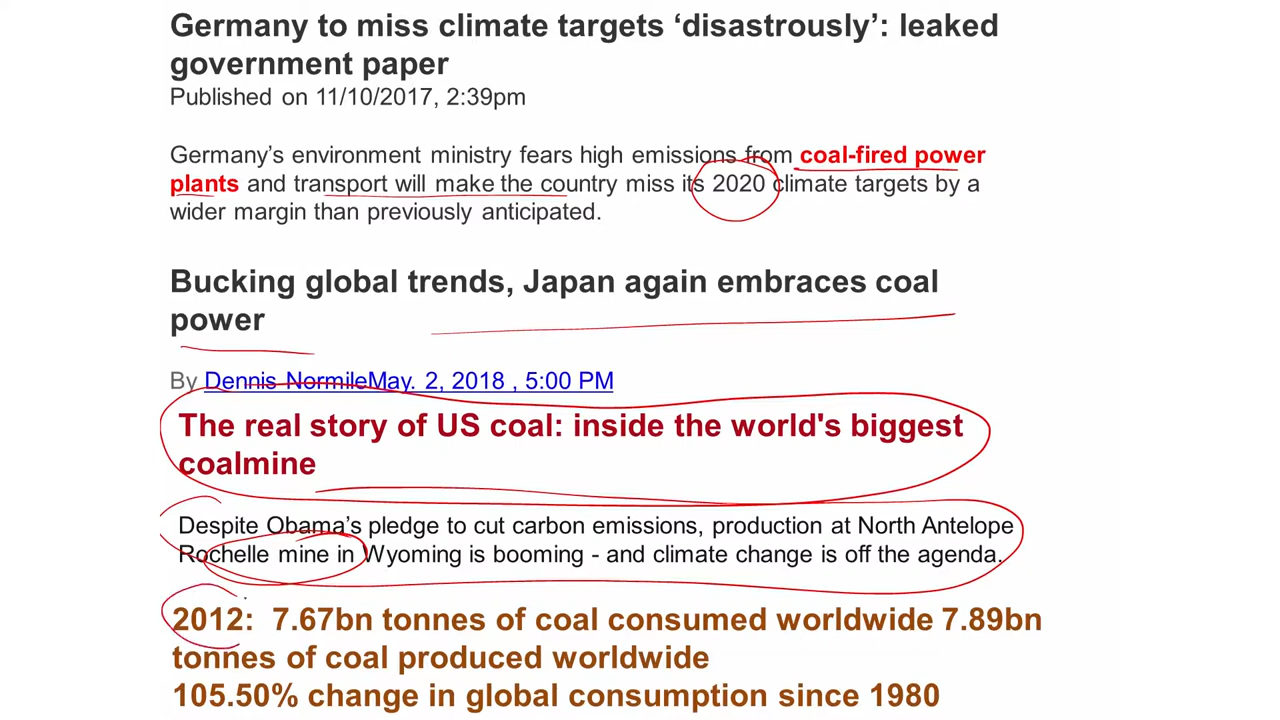 Germany to miss climate targets ‘disastrously’: leaked
government paper
Published on 11/10/2017, 2:39pm
Germany’s environment ministry fears high emissions from coal-fired power
plants and transport will make the country miss its 2020 climate targets by a
wider margin than previously anticipated.
Bucking global trends, Japan again embraces coal
power
By Dennis NormileMay. 2, 2018 , 5:00 PM
The real story of US coal: inside the world's biggest
coalmine
Despite Obama’s pledge to cut carbon emissions, production at North Antelope
Rochelle mine in Wyoming is booming - and climate change is off the agenda.
2012: 7.67bn tonnes of coal consumed worldwide 7.89bn
tonnes of coal produced worldwide
105.50% change in global consumption since 1980